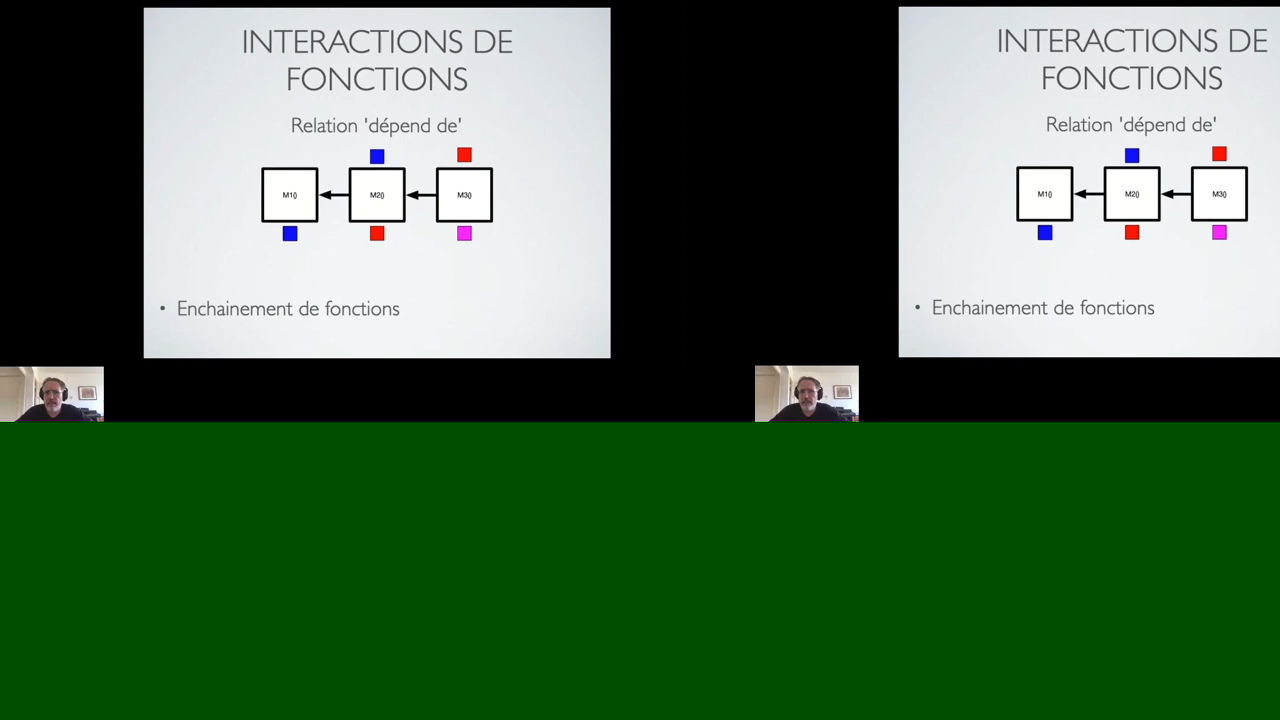 INTERACTIONS DE
FONCTIONS
Relation 'dépend de'
M1()
M2()
M3()
• Enchainement de fonctions
INTERACTIONS DE
FONCTIONS
Relation 'dépend de'
M1()
M2()
M3()
• Enchainement de fonctions